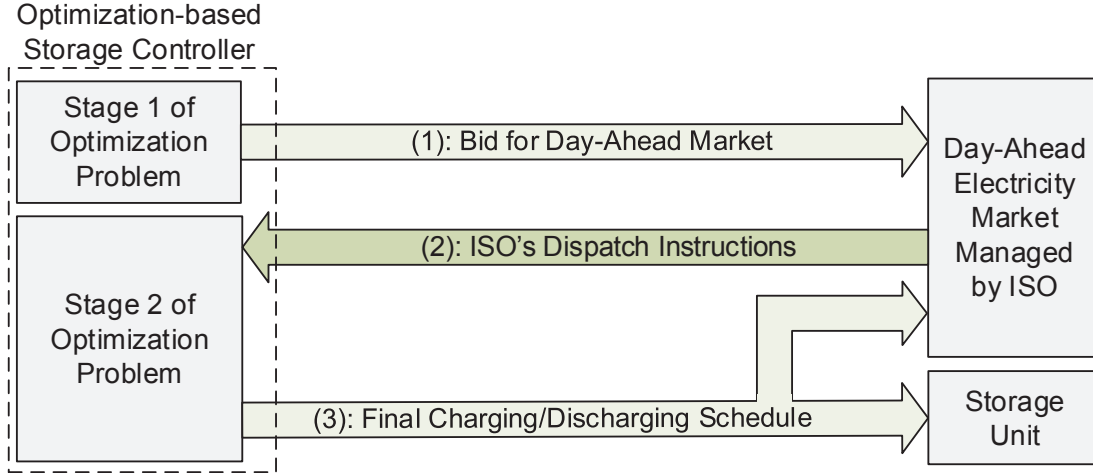 Optimization-based
Storage Controller
Stage 1 of
Optimization
Problem
(1): Bid for Day-Ahead Market
Day-Ahead
Electricity
Market
Managed
by ISO
(2): ISO's Dispatch Instructions
Stage 2 of
Optimization
Problem
(3): Final Charging/Discharging Schedule
Storage
Unit